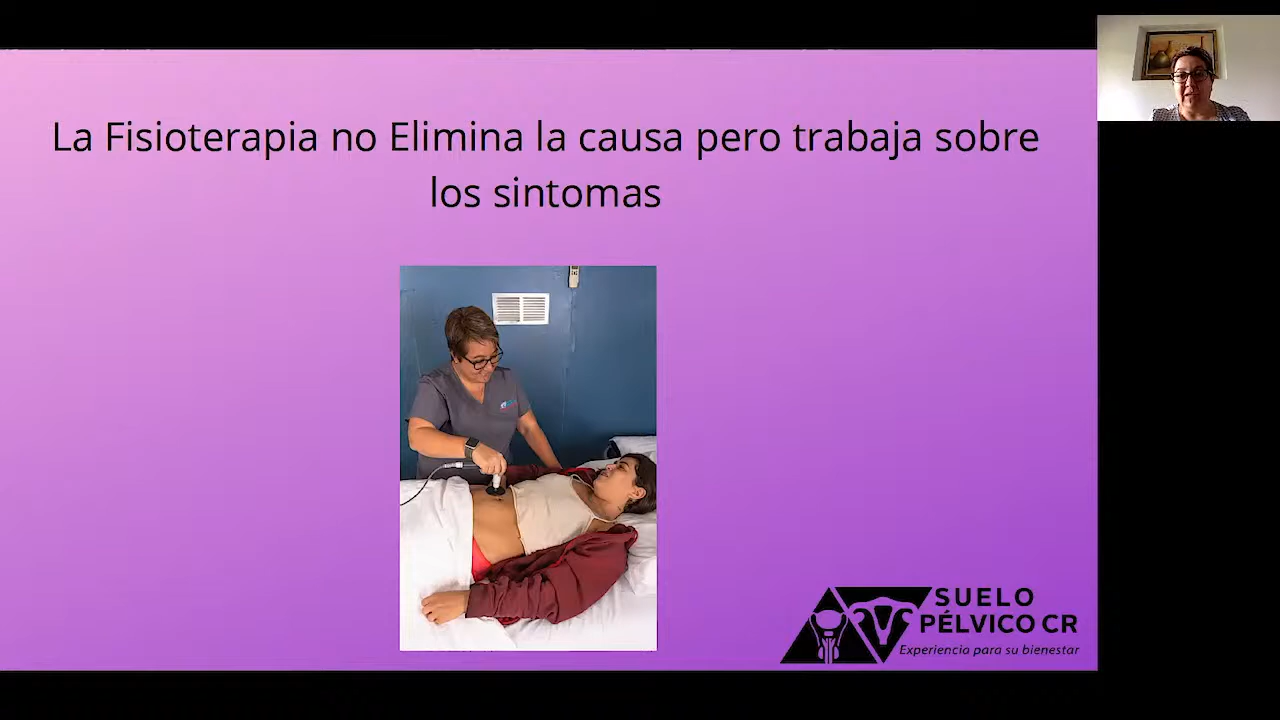 La Fisioterapia no Elimina la causa pero trabaja sobre
los sintomas
SUELO
PÉLVICO CR
Experiencia para su bienestar